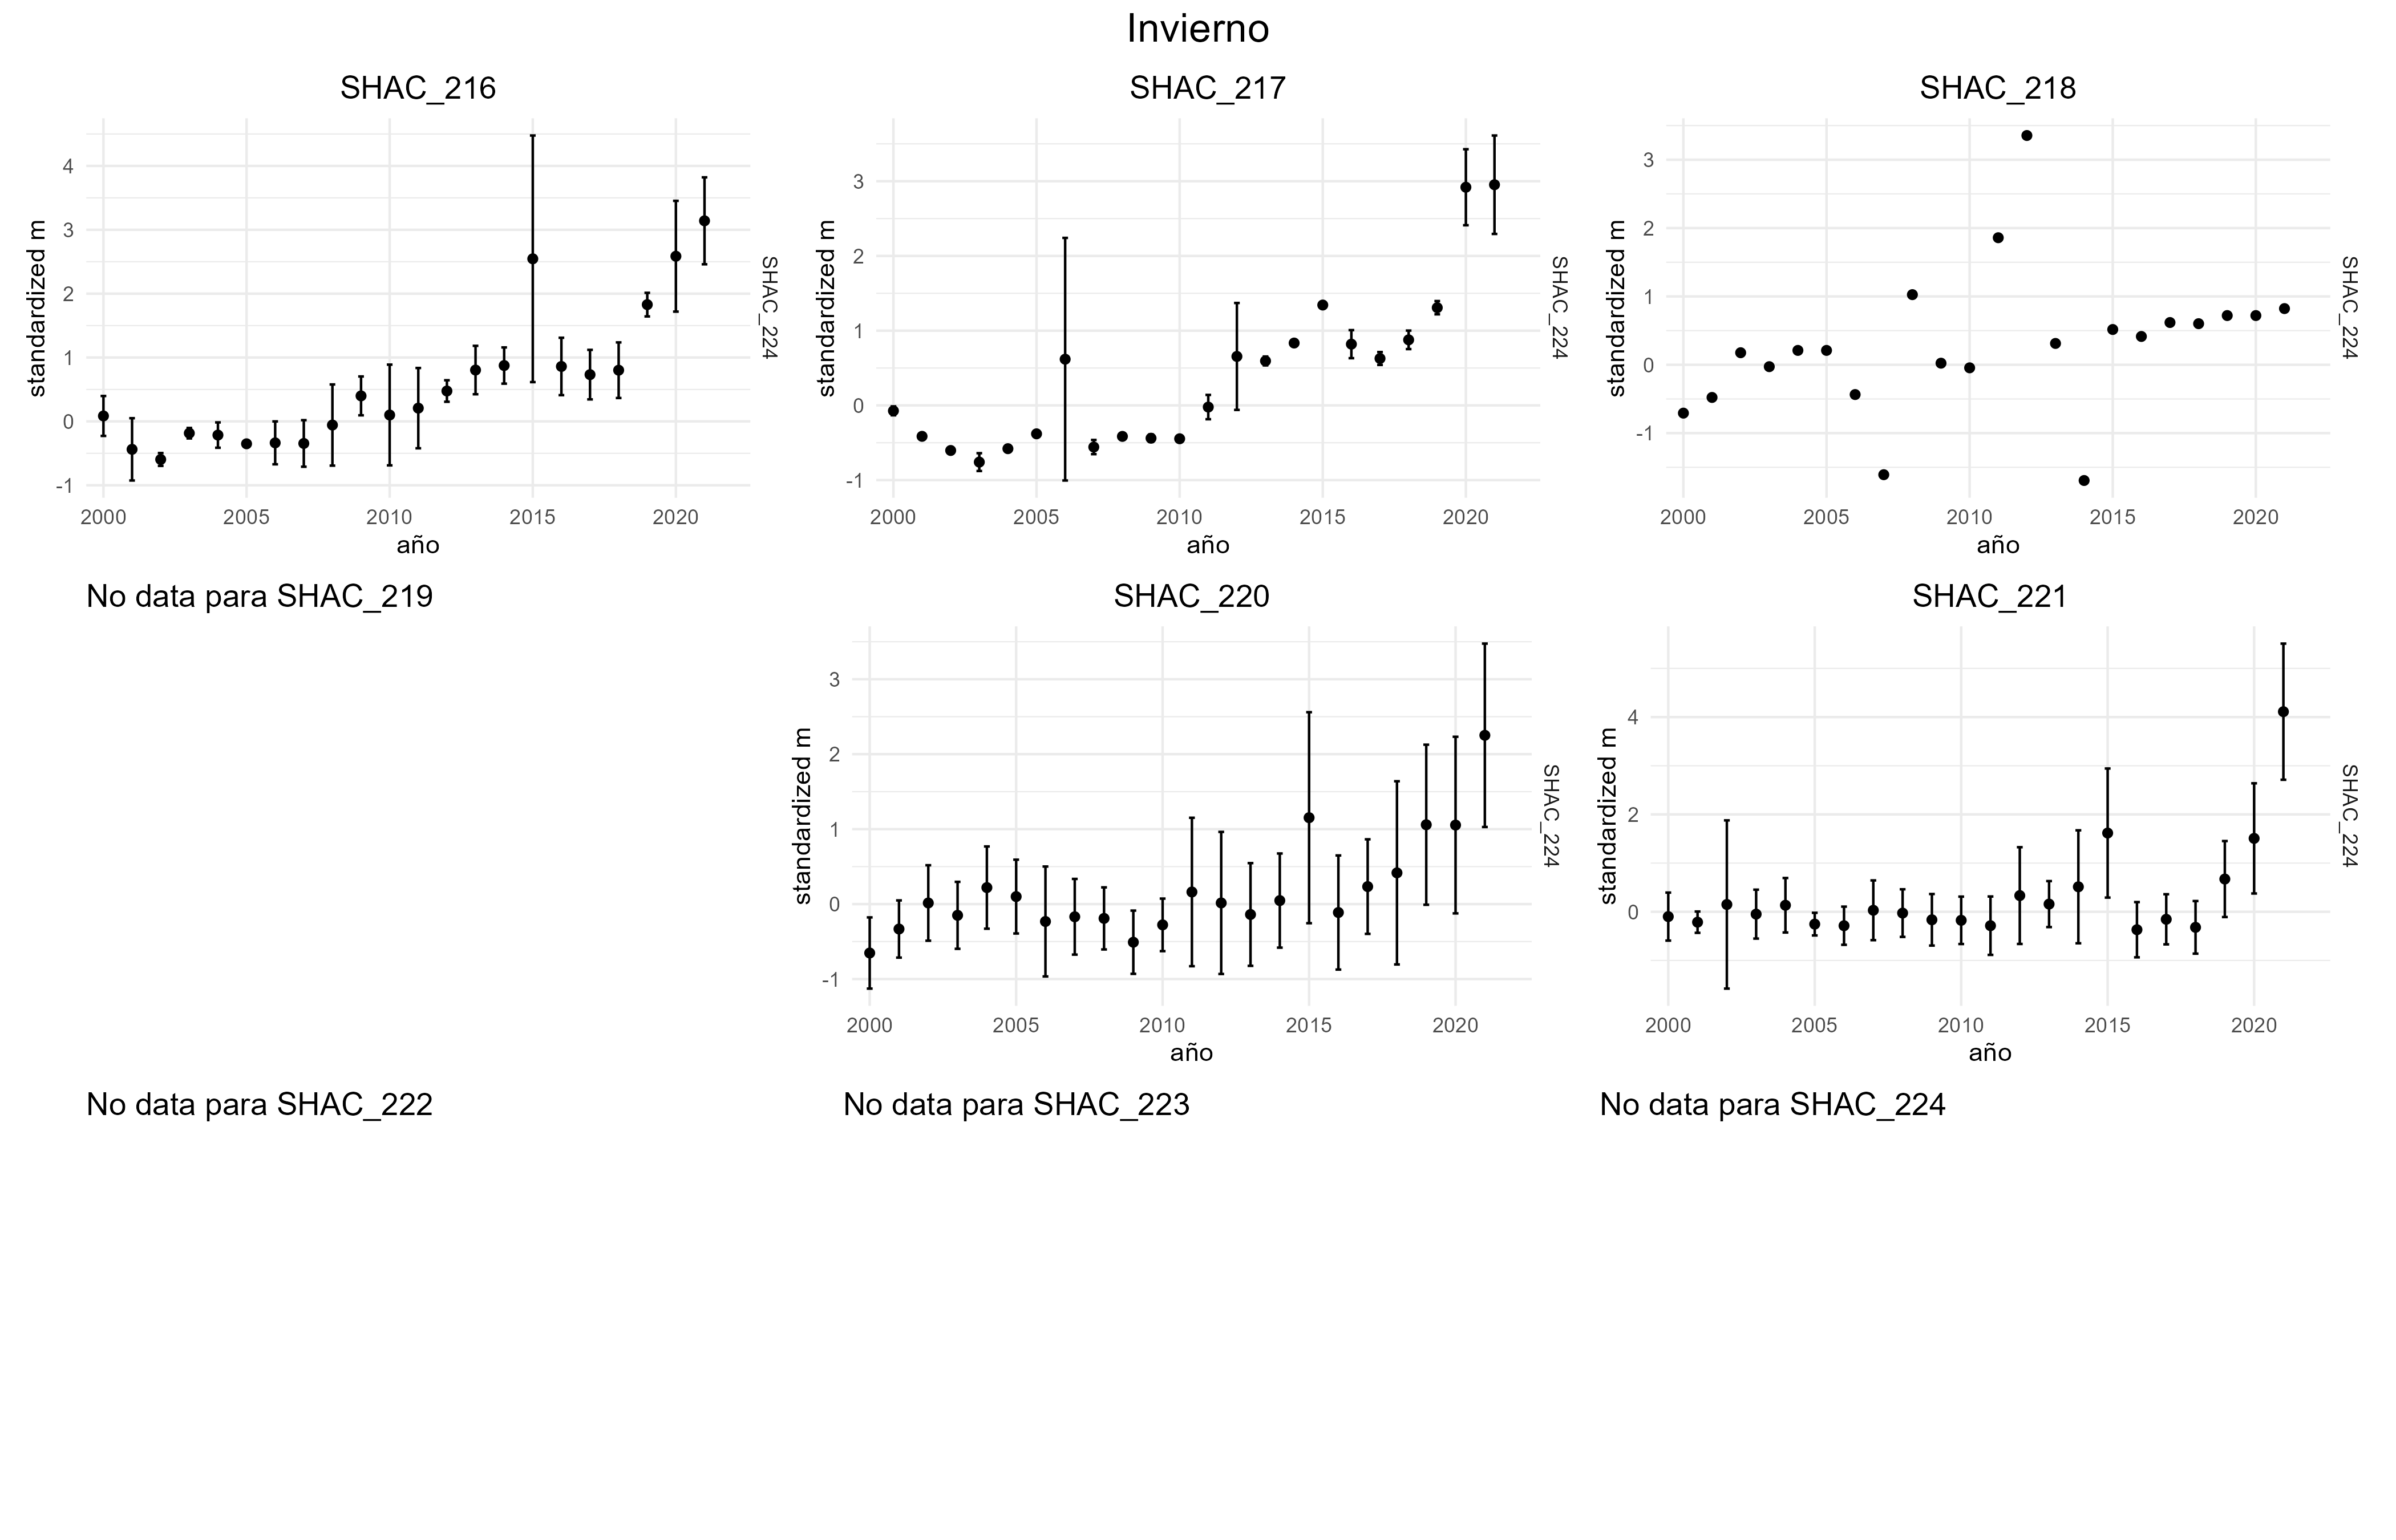 Invierno
SHAC_216
4
3
2
1
0
-1
standardized m
2000 2005 2010 2015 2020
año
SHAC_224
SHAC_217
3
2
1
0
-1
standardized m
2000 2005 2010 2015 2020
año
SHAC_224
SHAC_218
3
2
1
0
-1
standardized m
2000 2005 2010 2015 2020
año
SHAC_224
No data para SHAC_219
SHAC_220
3
2
1
0
-1
standardized m
2000 2005 2010 2015 2020
año
SHAC_224
SHAC_221
4
2
0
standardized m
2000 2005 2010 2015 2020
año
SHAC_224
No data para SHAC_222
No data para SHAC_223
No data para SHAC_224